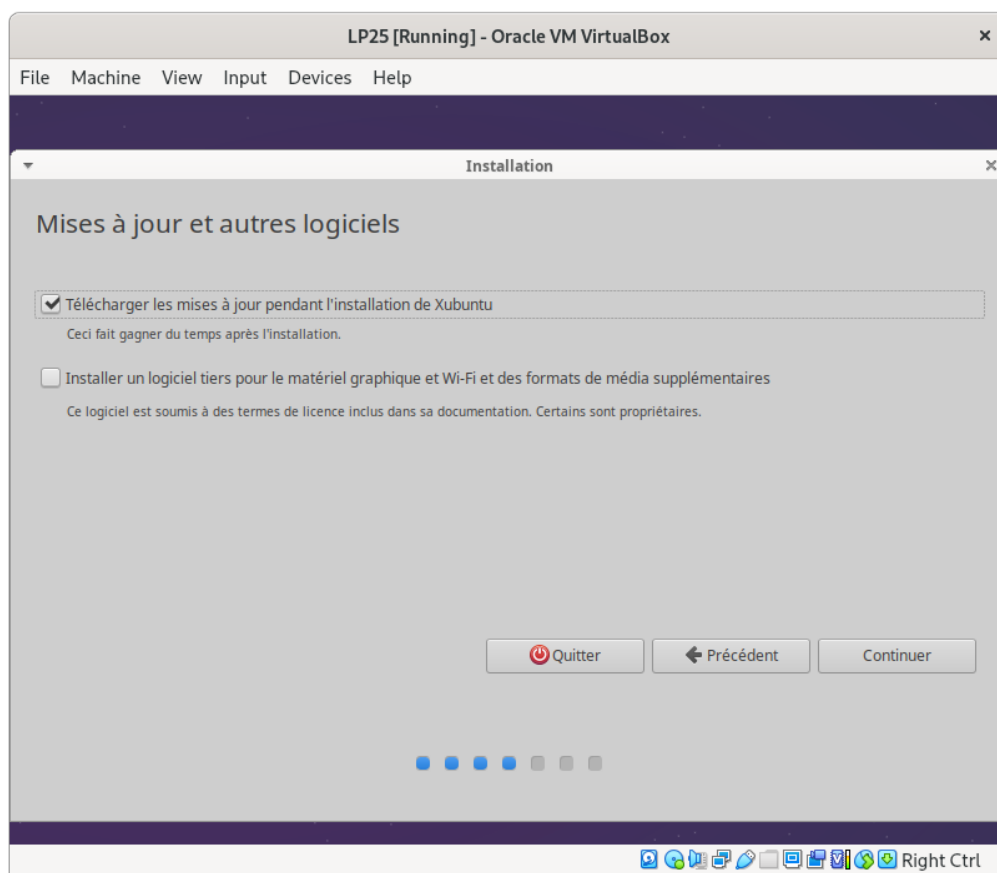 LP25 [Running] - Oracle VM VirtualBox
File Machine View Input Devices Help
Installation
Mises à jour et autres logiciels
Télécharger les mises à jour pendant l'installation de Xubuntu
Ceci fait gagner du temps après l'installation.
Installer un logiciel tiers pour le matériel graphique et Wi-Fi et des formats de média supplémentaires
Ce logiciel est soumis à des termes de licence inclus dans sa documentation. Certains sont propriétaires.
Quitter Précédent Continuer
Right Ctrl